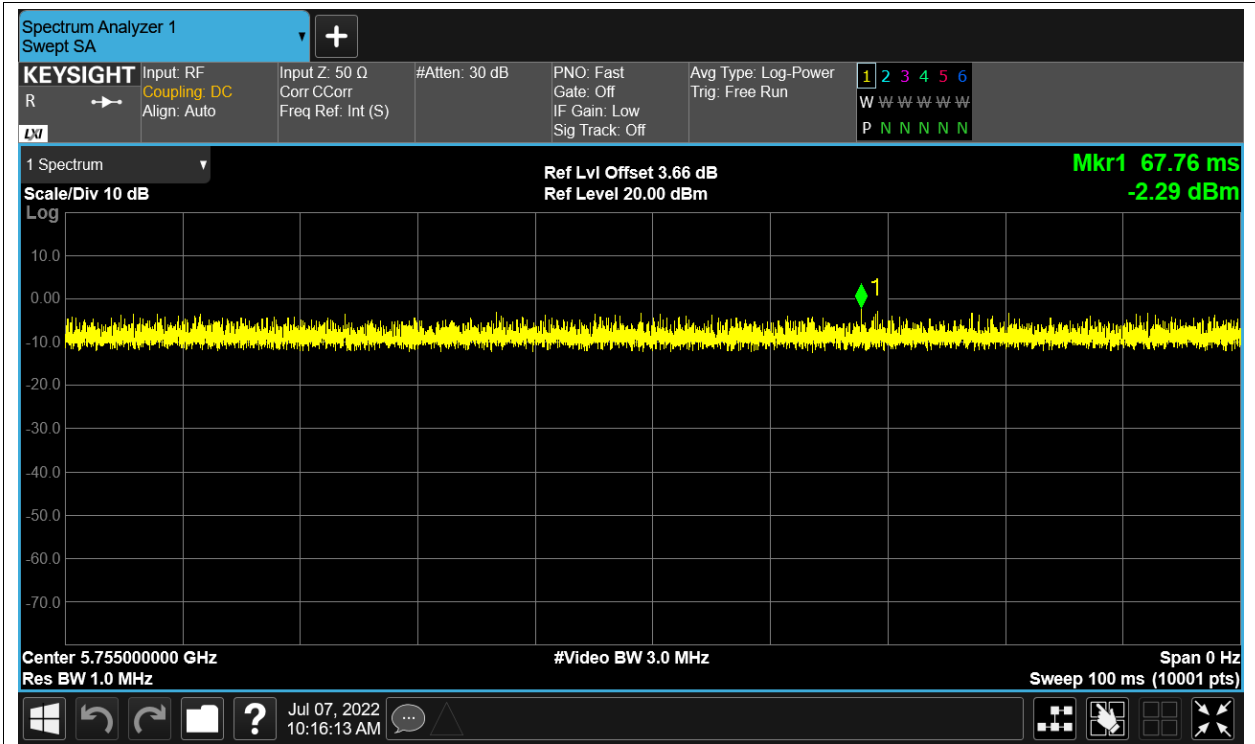 Spectrum Analyzer 1
Swept SA
KEYSIGHT
R
LXI
Input: RF
Coupling: DC
Align: Auto
Input Z: 50 Ω
Corr CCorr
Freq Ref: Int (S)
#Atten: 30 dB
PNO: Fast
Gate: Off
IF Gain: Low
Sig Track: Off
Avg Type: Log-Power
Trig: Free Run
1 2 3 4 5 6
W W W W W W
P N N N N N
1 Spectrum
Scale/Div 10 dB
Ref Lvl Offset 3.66 dB
Ref Level 20.00 dBm
Mkr1 67.76 ms
-2.29 dBm
Log
10.0
0.00
-10.0
-20.0
-30.0
-40.0
-50.0
-60.0
-70.0
1
Center 5.755000000 GHz
Res BW 1.0 MHz
#Video BW 3.0 MHz
Span 0 Hz
Sweep 100 ms (10001 pts)
?
Jul 07, 2022
10:16:13 AM